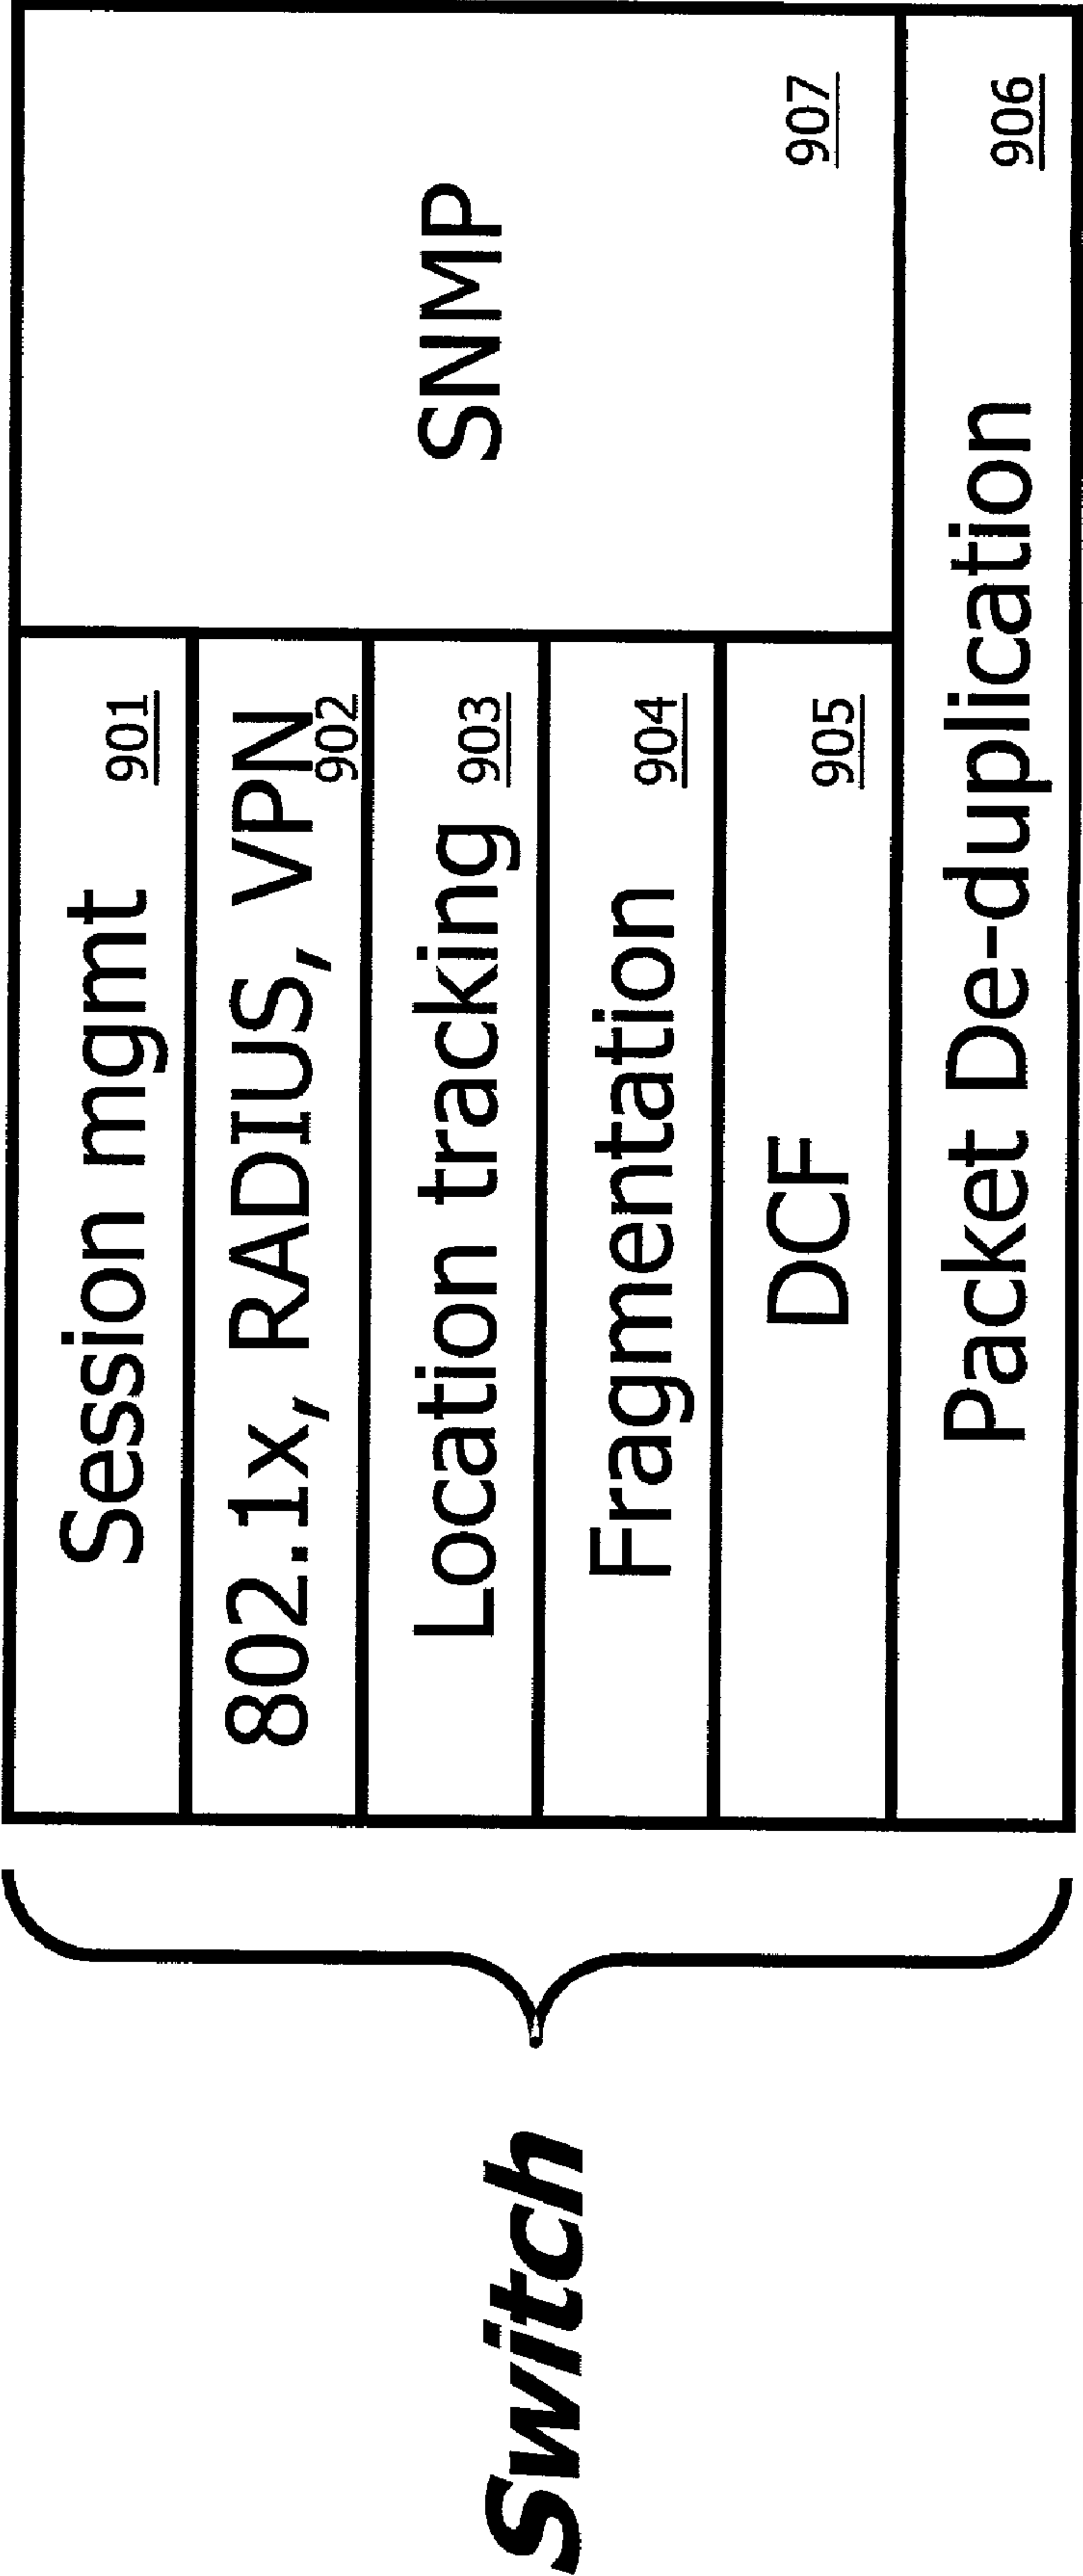 Switch
Session mgmt
901
802.1x, RADIUS, VPN
902
Location tracking
903
Fragmentation
904
DCF
905
SNMP
907
Packet De-duplication
906